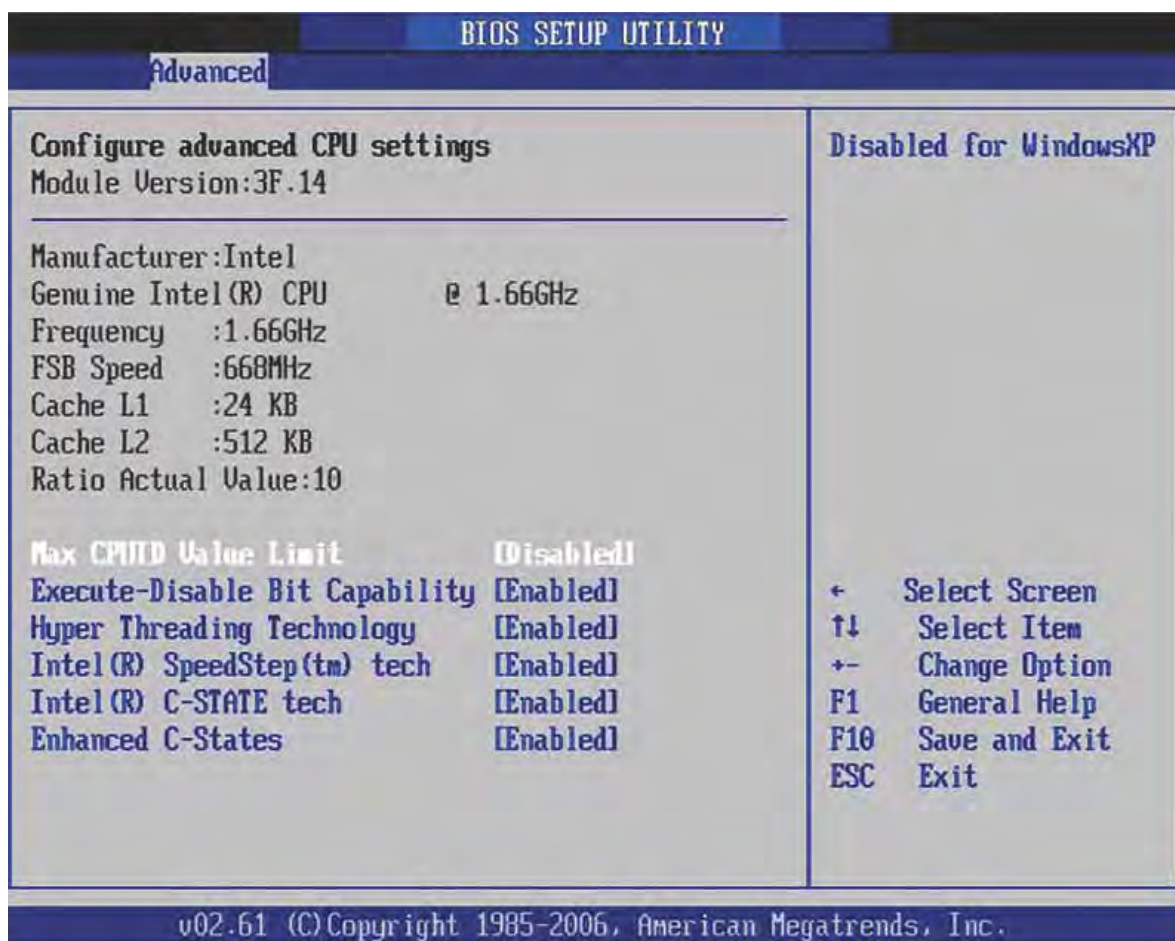 BIOS SETUP UTILITY
Advanced
Configure advanced CPU settings
Module Version:3F.14
Manufacturer:Intel
Genuine Intel(R) CPU @ 1.66GHz
Frequency :1.66GHz
FSB Speed :668MHz
Cache L1 :24 KB
Cache L2 :512 KB
Ratio Actual Value:10
Max CPUID Value Limit [Disabled]
Execute-Disable Bit Capability [Enabled]
Hyper Threading Technology [Enabled]
Intel(R) SpeedStep(tm) tech [Enabled]
Intel(R) C-STATE tech [Enabled]
Enhanced C-States [Enabled]
Disabled for WindowsXP
← Select Screen
↑↓ Select Item
+- Change Option
F1 General Help
F10 Save and Exit
ESC Exit
v02.61 (C)Copyright 1985-2006, American Megatrends, Inc.